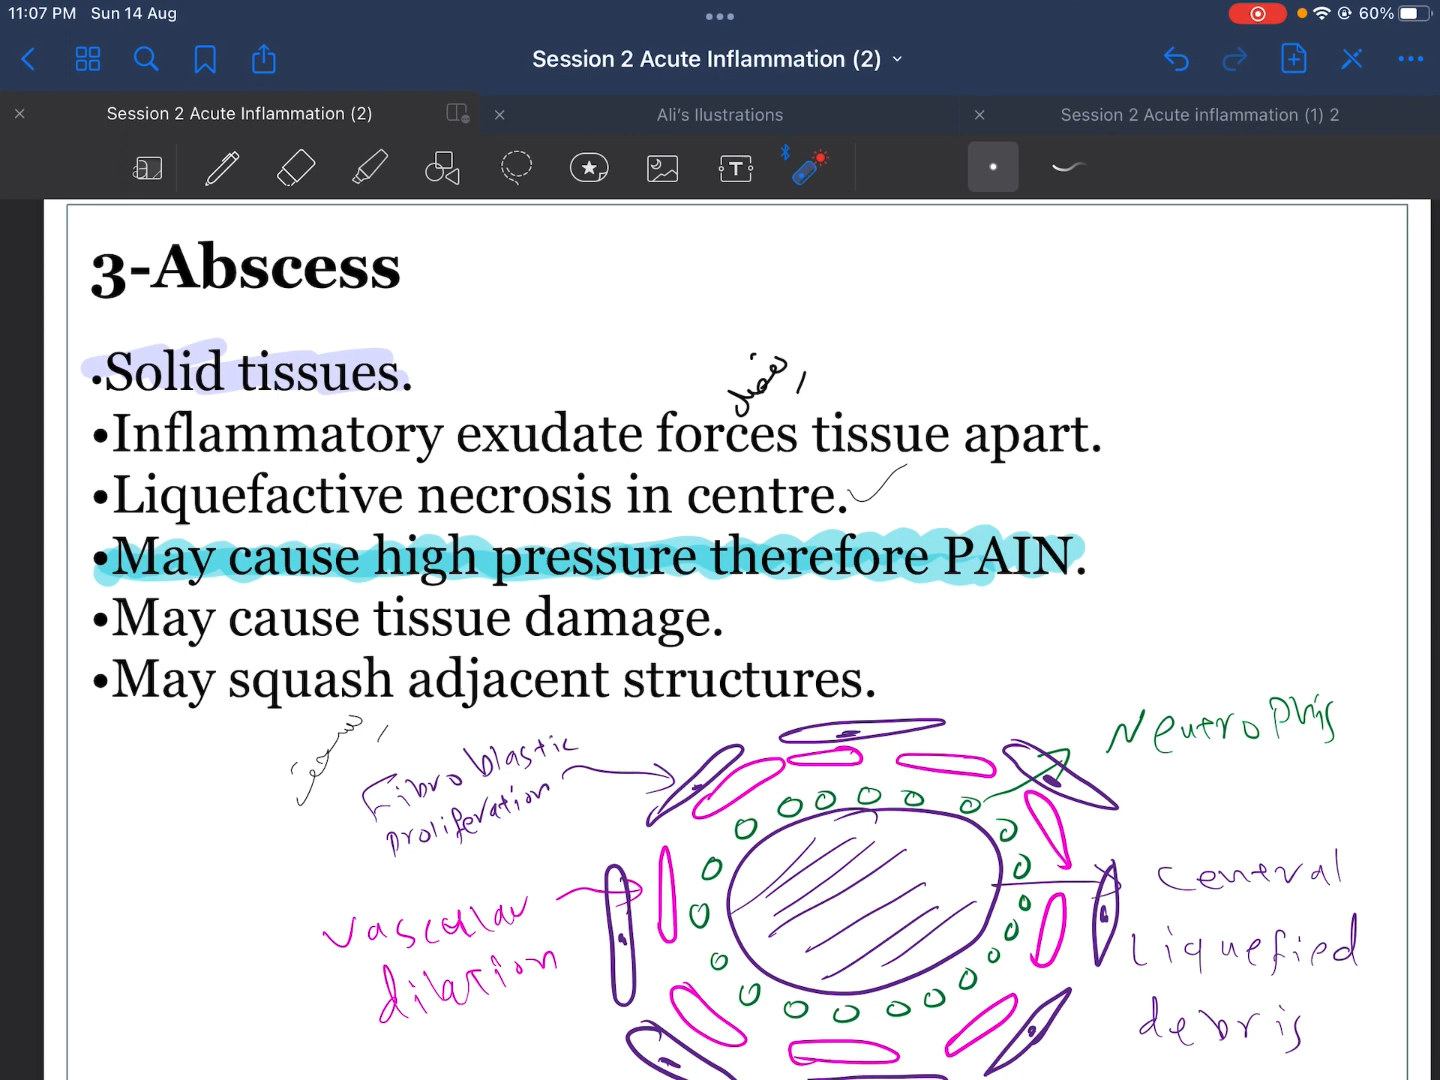 11:07 PM Sun 14 Aug
60%
Session 2 Acute Inflammation (2)
Session 2 Acute Inflammation (2)
Ali's Ilustrations
Session 2 Acute inflammation (1) 2
3-Abscess
•Solid tissues.
•Inflammatory exudate forces tissue apart.
•Liquefactive necrosis in centre.
•May cause high pressure therefore PAIN.
•May cause tissue damage.
•May squash adjacent structures.
Neutrophils
Fibroblastic
proliferation
Vascular
dilation
Central
Liquefied
debris